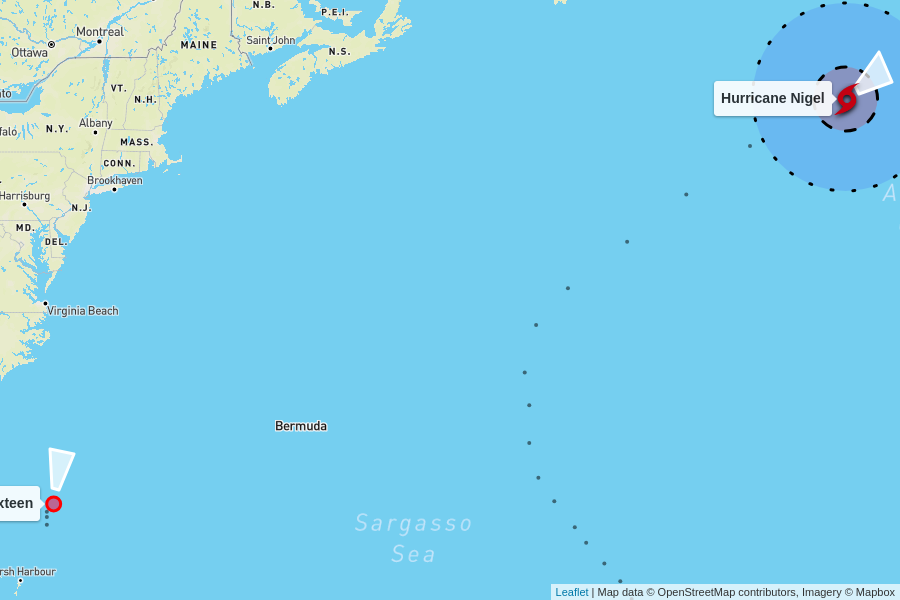 N.B.
P.E.I.
Montreal
Ottawa
MAINE
Saint John
N.S.
VT.
N.H.
nto
Albany
N.Y.
falo
MASS.
CONN.
Brookhaven
Harrisburg
N.J.
MD.
DEL.
Virginia Beach
Hurricane Nigel
A
Bermuda
xteen
Sargasso
Sea
rsh Harbour
Leaflet | Map data © OpenStreetMap contributors, Imagery © Mapbox